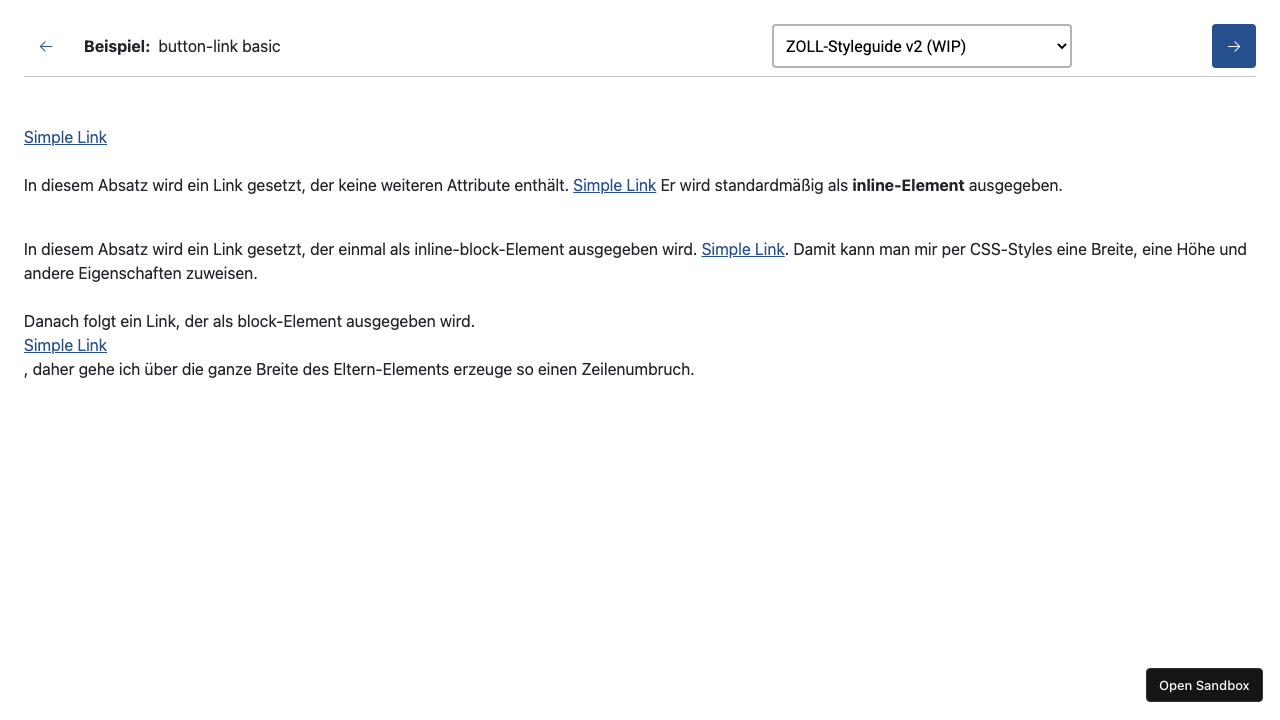 Beispiel: button-link basic
ZOLL-Styleguide v2 (WIP)
Simple Link
In diesem Absatz wird ein Link gesetzt, der keine weiteren Attribute enthält. Simple Link Er wird standardmäßig als inline-Element ausgegeben.
In diesem Absatz wird ein Link gesetzt, der einmal als inline-block-Element ausgegeben wird. Simple Link. Damit kann man mir per CSS-Styles eine Breite, eine Höhe und
andere Eigenschaften zuweisen.
Danach folgt ein Link, der als block-Element ausgegeben wird.
Simple Link
, daher gehe ich über die ganze Breite des Eltern-Elements erzeuge so einen Zeilenumbruch.
Open Sandbox